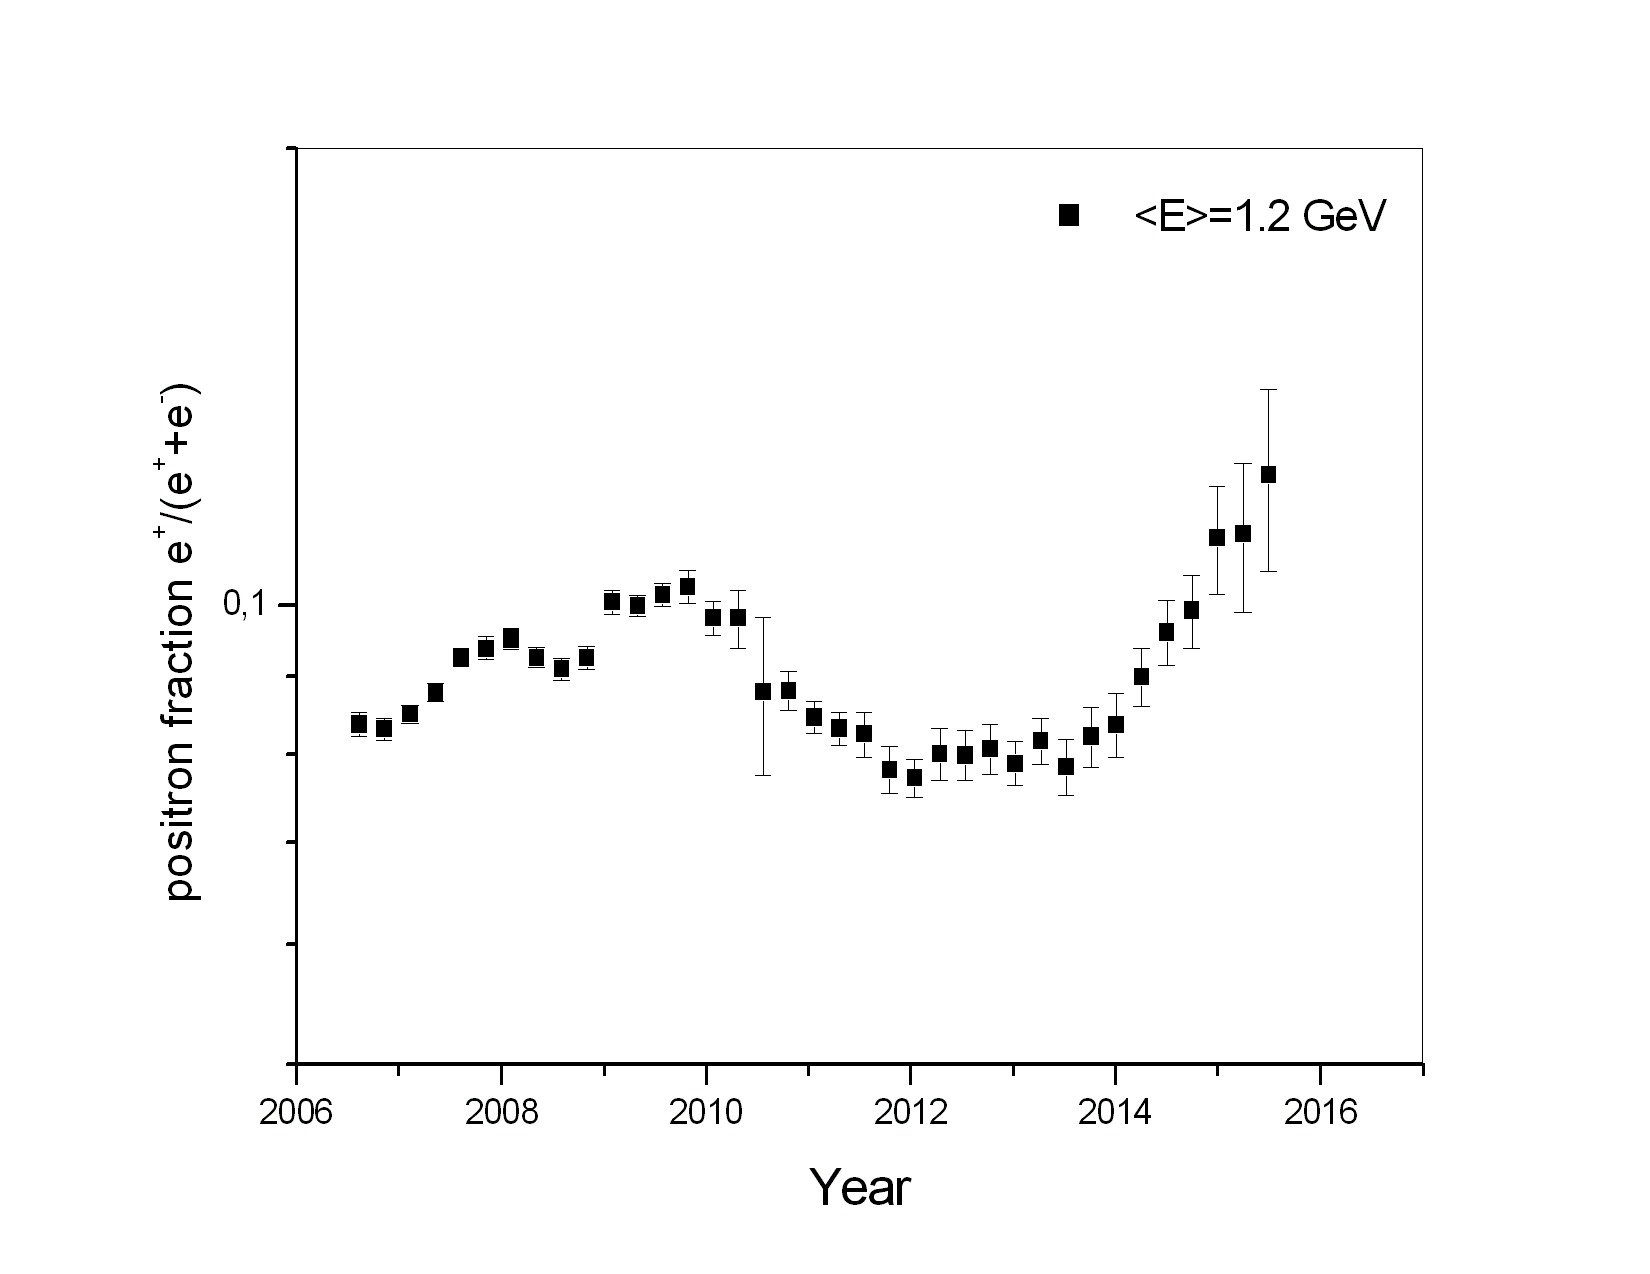 <E>=1.2 GeV
positron fraction e⁺/(e⁺+e⁻)
0,1
2006 2008 2010 2012 2014 2016
Year